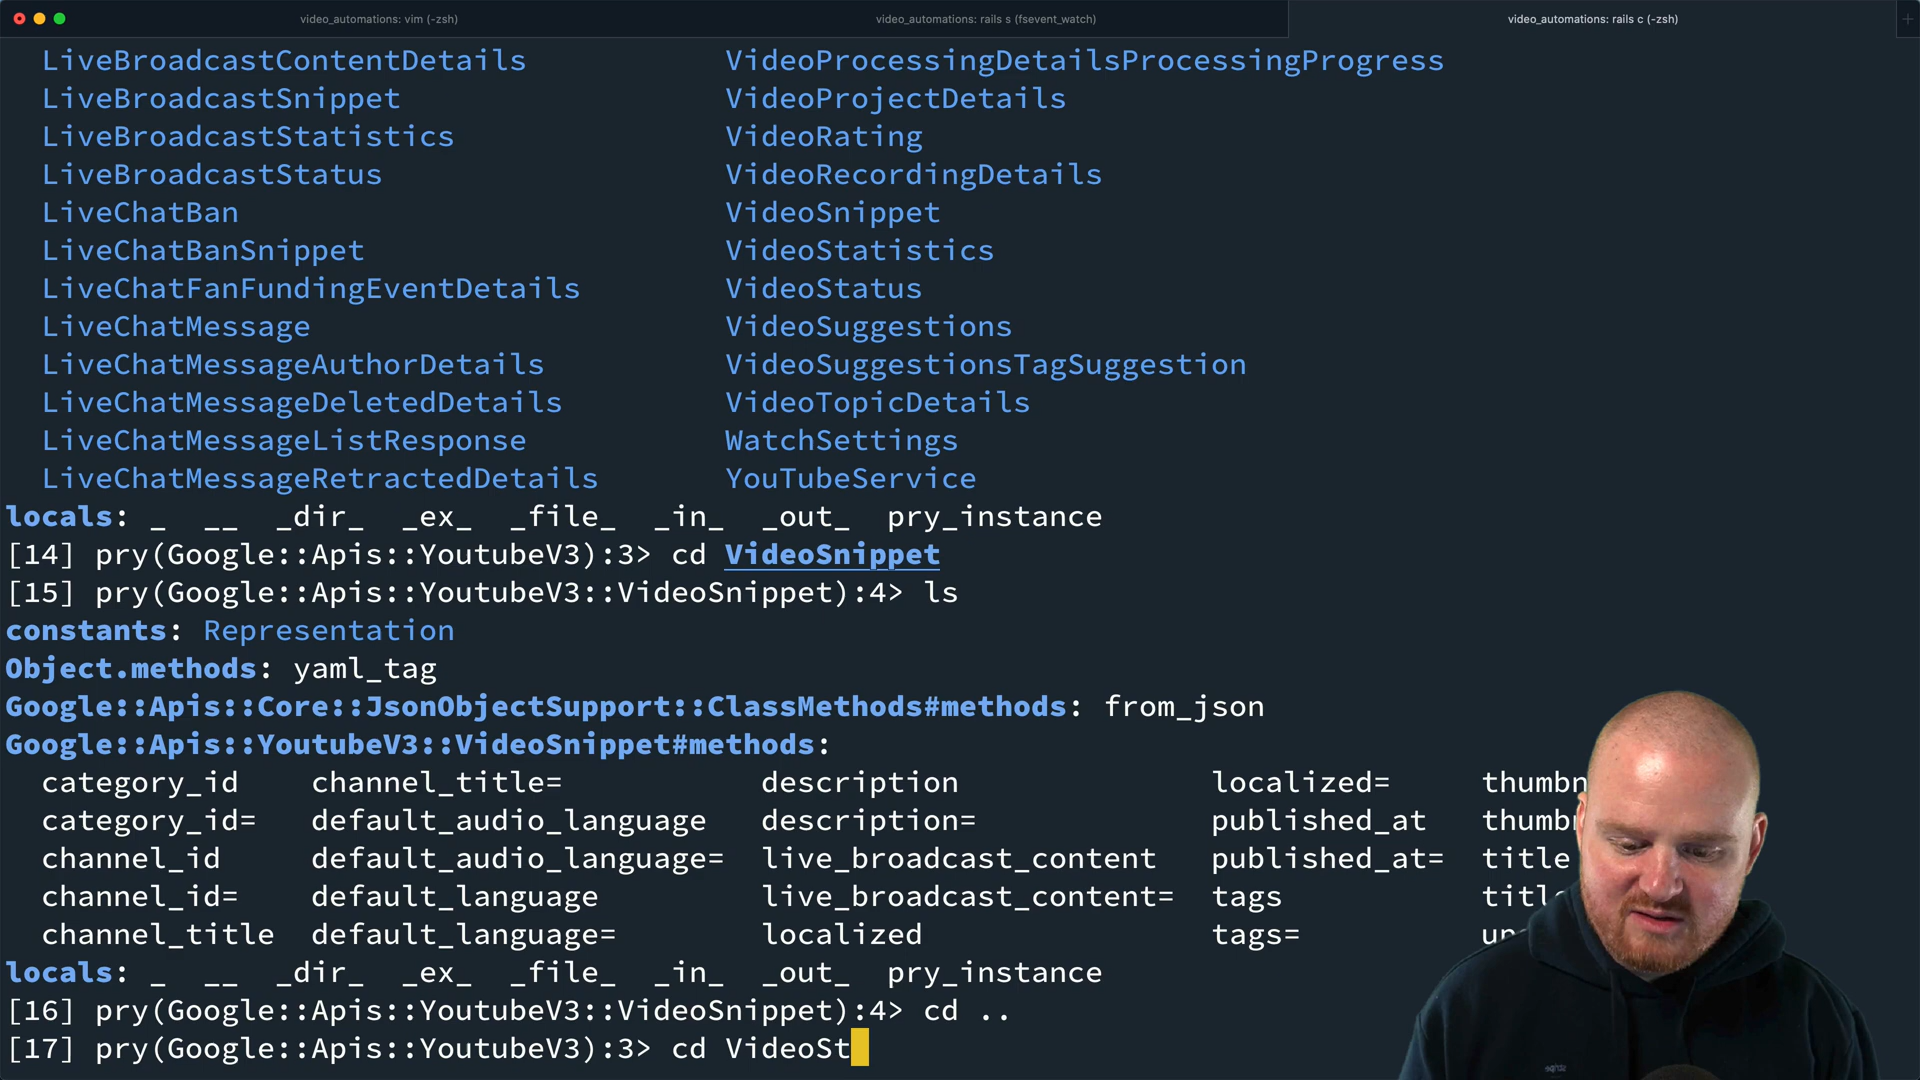 video_automations: vim (-zsh) video_automations: rails s (fsevent_watch) video_automations: rails c (-zsh)
LiveBroadcastContentDetails VideoProcessingDetailsProcessingProgress
LiveBroadcastSnippet VideoProjectDetails
LiveBroadcastStatistics VideoRating
LiveBroadcastStatus VideoRecordingDetails
LiveChatBan VideoSnippet
LiveChatBanSnippet VideoStatistics
LiveChatFanFundingEventDetails VideoStatus
LiveChatMessage VideoSuggestions
LiveChatMessageAuthorDetails VideoSuggestionsTagSuggestion
LiveChatMessageDeletedDetails VideoTopicDetails
LiveChatMessageListResponse WatchSettings
LiveChatMessageRetractedDetails YouTubeService
locals: _ __ _dir_ _ex_ _file_ _in_ _out_ pry_instance
[14] pry(Google::Apis::YoutubeV3):3> cd VideoSnippet
[15] pry(Google::Apis::YoutubeV3::VideoSnippet):4> ls
constants: Representation
Object.methods: yaml_tag
Google::Apis::Core::JsonObjectSupport::ClassMethods#methods: from_json
Google::Apis::YoutubeV3::VideoSnippet#methods:
category_id channel_title= description localized= thumbn
category_id= default_audio_language description= published_at thumbn
channel_id default_audio_language= live_broadcast_content published_at= title
channel_id= default_language live_broadcast_content= tags
channel_title default_language= localized tags=
locals: _ __ _dir_ _ex_ _file_ _in_ _out_ pry_instance
[16] pry(Google::Apis::YoutubeV3::VideoSnippet):4> cd ..
[17] pry(Google::Apis::YoutubeV3):3> cd VideoSt